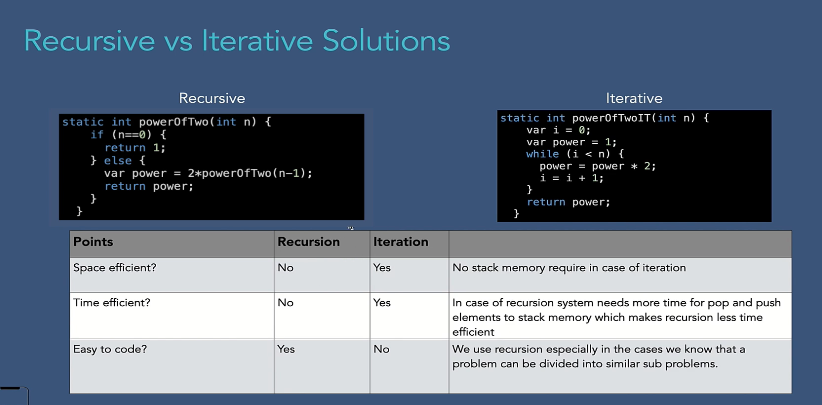 Recursive vs Iterative Solutions
Recursive
static int powerOfTwo(int n) {
if (n==0) {
return 1;
} else {
var power = 2*powerOfTwo(n-1);
return power;
}
}
Iterative
static int powerOfTwoIT(int n) {
var i = 0;
var power = 1;
while (i < n) {
power = power * 2;
i = i + 1;
}
return power;
}
Points Recursion Iteration
Space efficient? No Yes No stack memory require in case of iteration
Time efficient? No Yes In case of recursion system needs more time for pop and push
elements to stack memory which makes recursion less time
efficient
Easy to code? Yes No We use recursion especially in the cases we know that a
problem can be divided into similar sub problems.